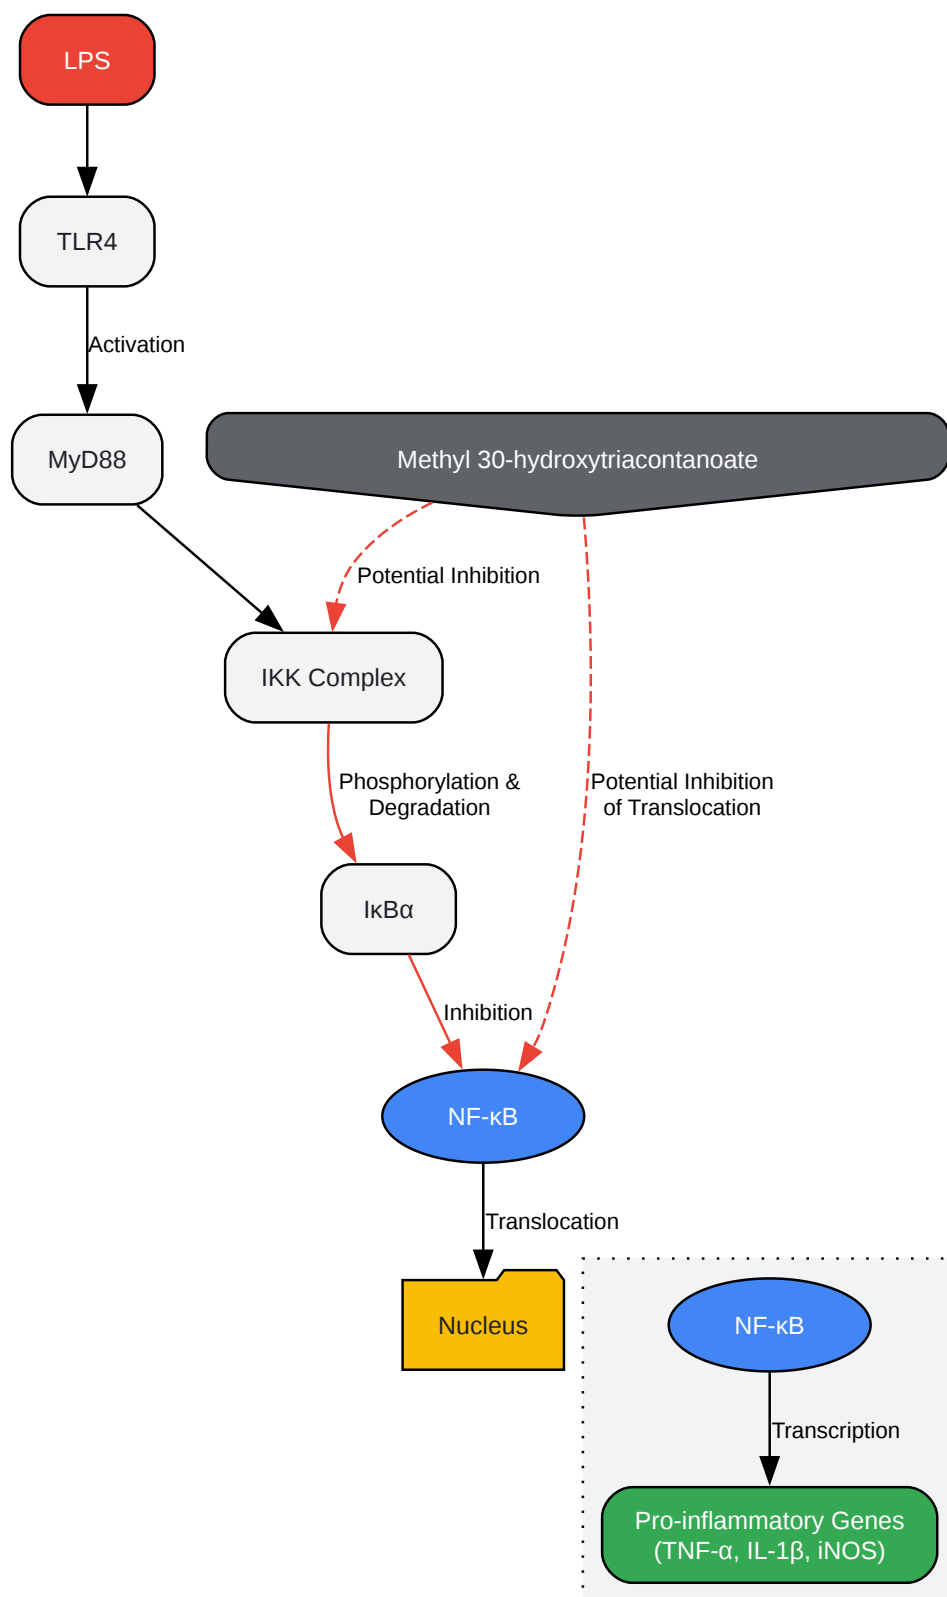 LPS
TLR4
Activation
MyD88
Methyl 30-hydroxytriacontanoate
Potential Inhibition
IKK Complex
Phosphorylation &
Degradation
Potential Inhibition
of Translocation
IκBα
Inhibition
NF-κB
Translocation
Nucleus
NF-κB
Transcription
Pro-inflammatory Genes
(TNF-α, IL-1β, iNOS)